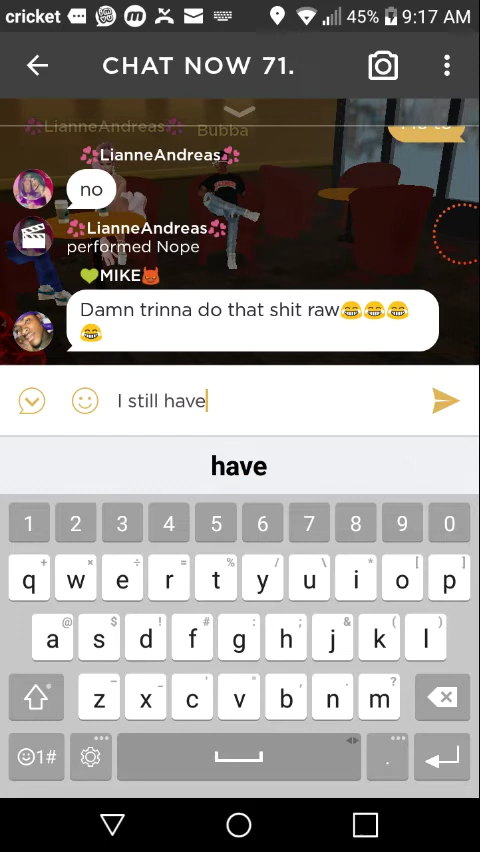 cricket 45% 9:17 AM
CHAT NOW 71.
💞LianneAndreas💞 Bubba
💞LianneAndreas💞
no
💞LianneAndreas💞
performed Nope
💚MIKE👹
Damn trinna do that shit raw😂😂😂
😂
I still have
have
1 2 3 4 5 6 7 8 9 0
q w e r t y u i o p
a s d f g h j k l
z x c v b n m
☺1# .